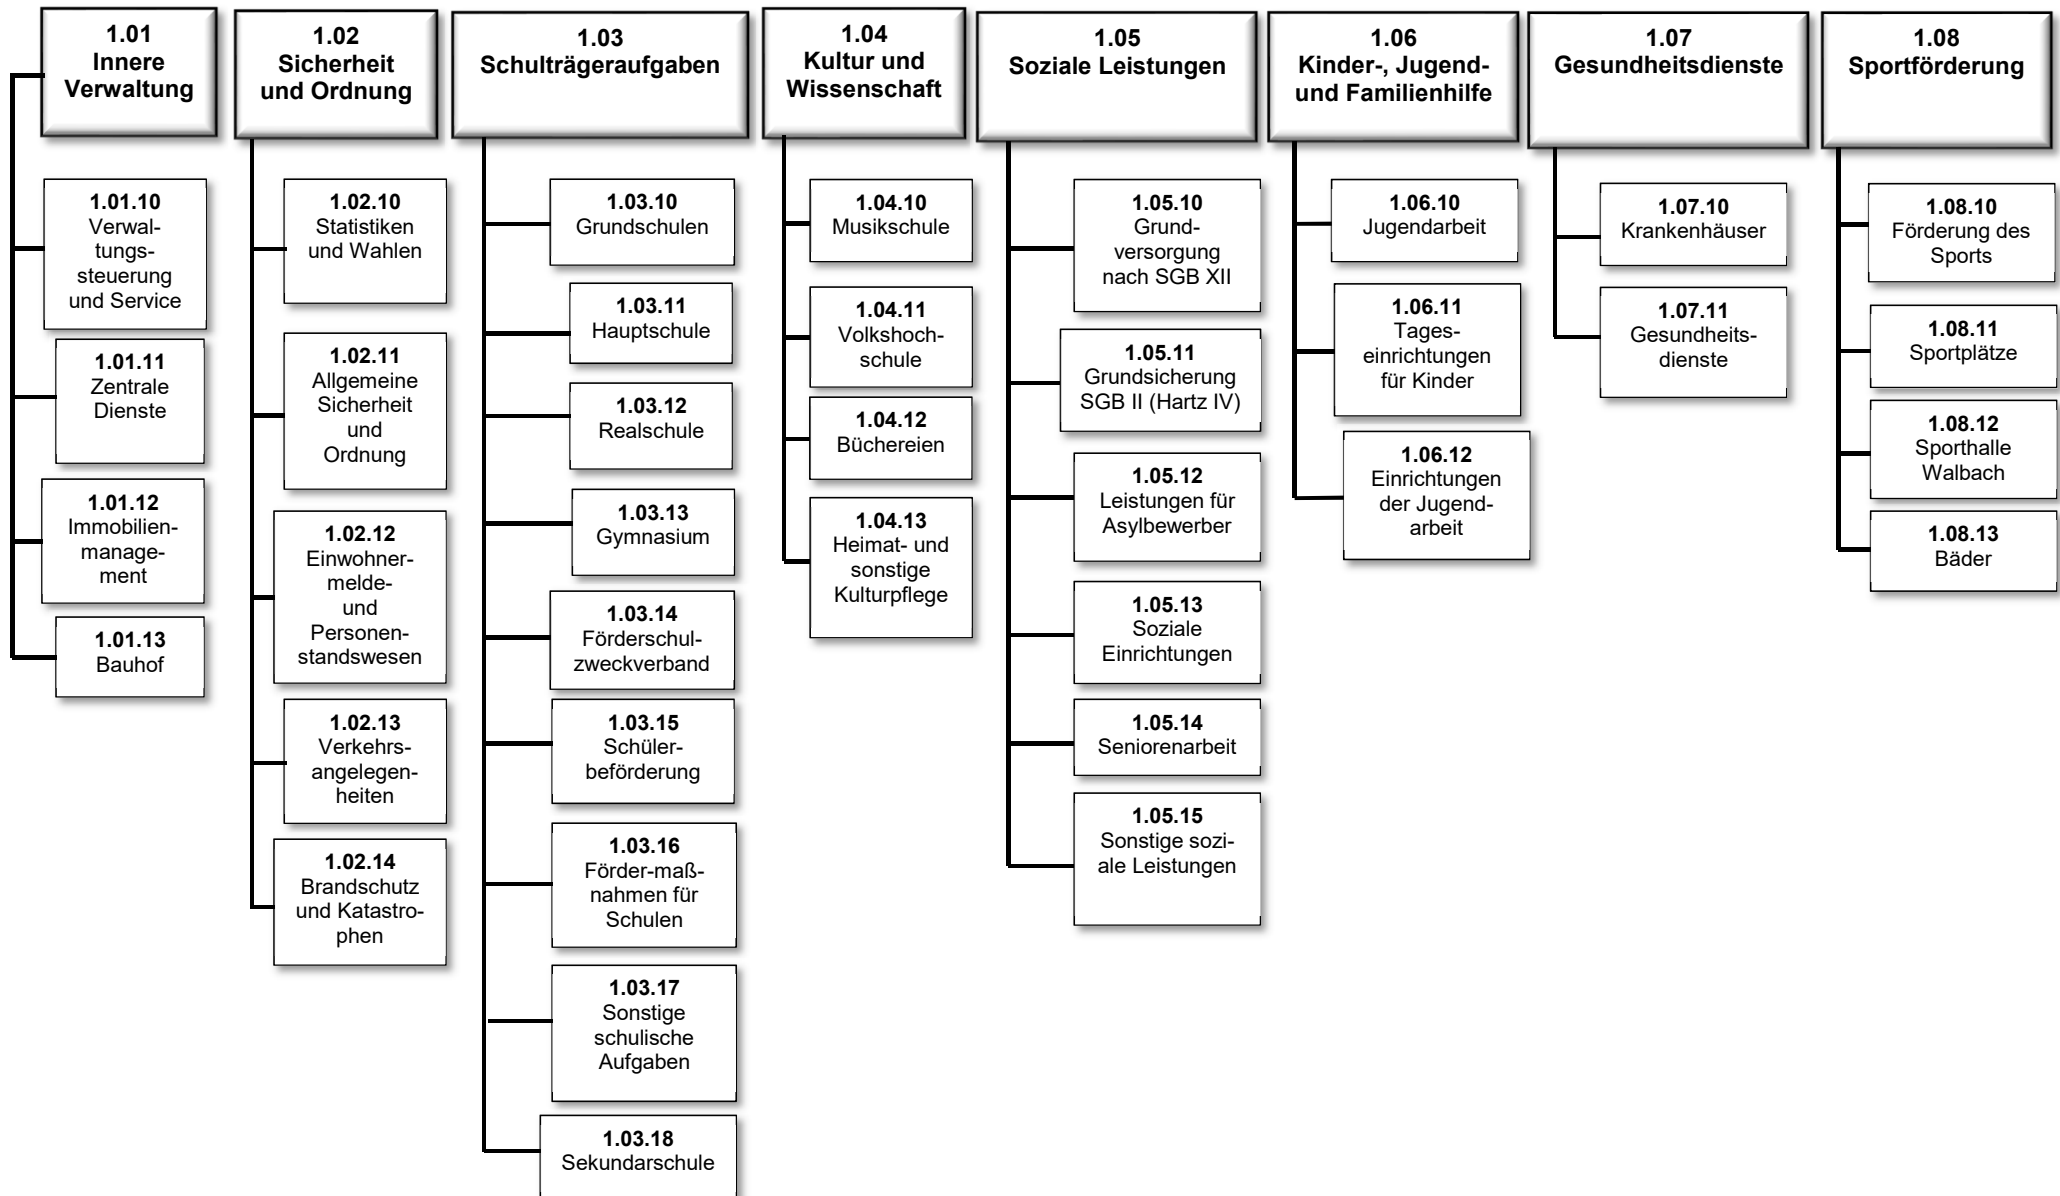 1.01
Innere
Verwaltung
1.01.10
Verwal-
tungs-
steuerung
und Service
1.01.11
Zentrale
Dienste
1.01.12
Immobilien-
manage-
ment
1.01.13
Bauhof
1.02
Sicherheit
und Ordnung
1.02.10
Statistiken
und Wahlen
1.02.11
Allgemeine
Sicherheit
und
Ordnung
1.02.12
Einwohner-
melde-
und
Personen-
standswesen
1.02.13
Verkehrs-
angelegen-
heiten
1.02.14
Brandschutz
und Katastro-
phen
1.03
Schulträgeraufgaben
1.03.10
Grundschulen
1.03.11
Hauptschule
1.03.12
Realschule
1.03.13
Gymnasium
1.03.14
Förderschul-
zweckverband
1.03.15
Schüler-
beförderung
1.03.16
Förder-maß-
nahmen für
Schulen
1.03.17
Sonstige
schulische
Aufgaben
1.03.18
Sekundarschule
1.04
Kultur und
Wissenschaft
1.04.10
Musikschule
1.04.11
Volkshoch-
schule
1.04.12
Büchereien
1.04.13
Heimat- und
sonstige
Kulturpflege
1.05
Soziale Leistungen
1.05.10
Grund-
versorgung
nach SGB XII
1.05.11
Grundsicherung
SGB II (Hartz IV)
1.05.12
Leistungen für
Asylbewerber
1.05.13
Soziale
Einrichtungen
1.05.14
Seniorenarbeit
1.05.15
Sonstige sozi-
ale Leistungen
1.06
Kinder-, Jugend-
und Familienhilfe
1.06.10
Jugendarbeit
1.06.11
Tages-
einrichtungen
für Kinder
1.06.12
Einrichtungen
der Jugend-
arbeit
1.07
Gesundheitsdienste
1.07.10
Krankenhäuser
1.07.11
Gesundheits-
dienste
1.08
Sportförderung
1.08.10
Förderung des
Sports
1.08.11
Sportplätze
1.08.12
Sporthalle
Walbach
1.08.13
Bäder